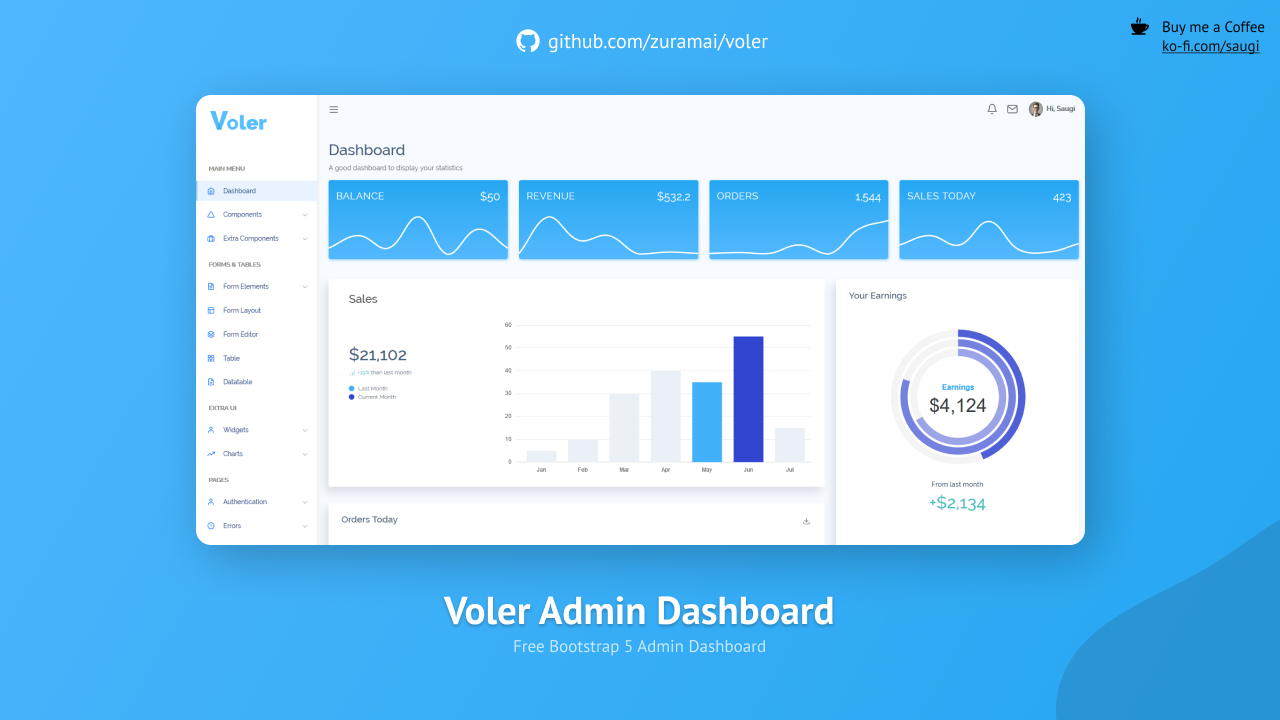 github.com/zuramai/voler
Buy me a Coffee
ko-fi.com/saugi
Voler
Hi, Saugi
MAIN MENU
Dashboard
Components
Extra Components
FORMS & TABLES
Form Elements
Form Layout
Form Editor
Table
Datatable
EXTRA UI
Widgets
Charts
PAGES
Authentication
Errors
Dashboard
A good dashboard to display your statistics
BALANCE $50
REVENUE $532,2
ORDERS 1,544
SALES TODAY 423
Sales
$21,102
+19% than last month
Last Month
Current Month
60
50
40
30
20
10
0
Jan Feb Mar Apr May Jun Jul
Your Earnings
Earnings
$4,124
From last month
+$2,134
Orders Today
Voler Admin Dashboard
Free Bootstrap 5 Admin Dashboard